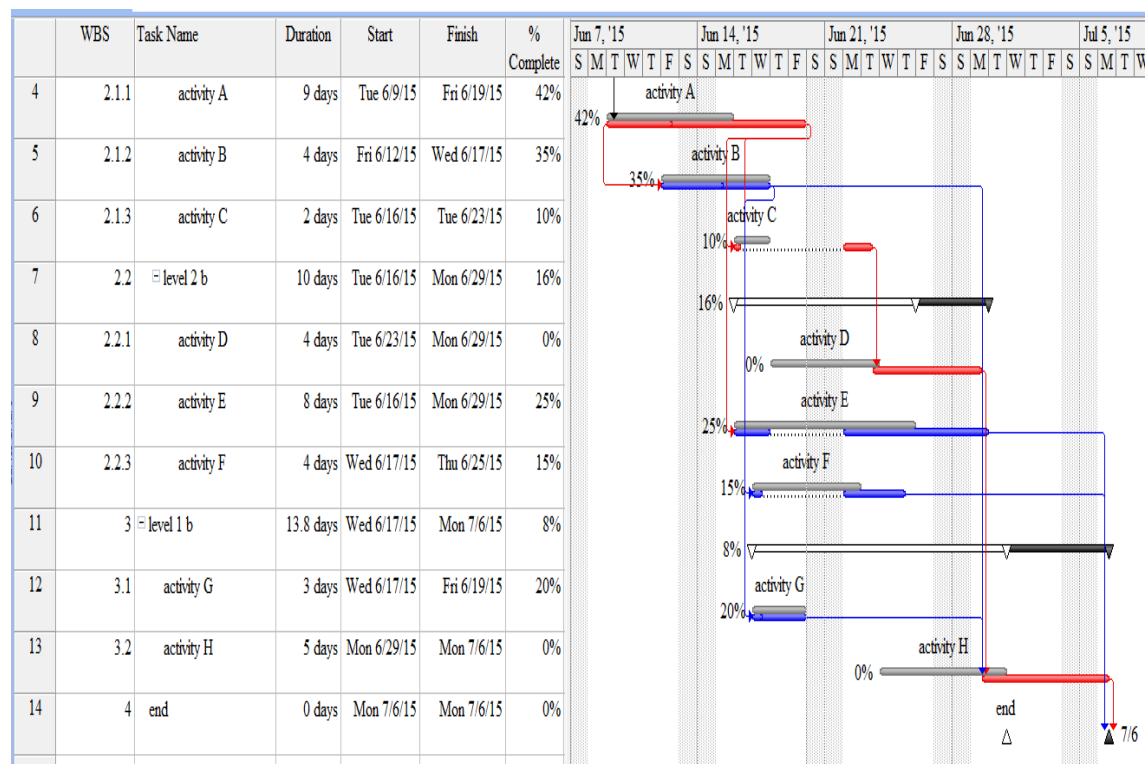 WBS Task Name Duration Start Finish % Complete
Jun 7, '15 Jun 14, '15 Jun 21, '15 Jun 28, '15 Jul 5, '15
S M T W T F S S M T W T F S S M T W T F S S M T W T F S S M T W
4 2.1.1 activity A 9 days Tue 6/9/15 Fri 6/19/15 42%
activity A
42%
5 2.1.2 activity B 4 days Fri 6/12/15 Wed 6/17/15 35%
activity B
35%
6 2.1.3 activity C 2 days Tue 6/16/15 Tue 6/23/15 10%
activity C
10%
7 2.2 level 2 b 10 days Tue 6/16/15 Mon 6/29/15 16%
16%
8 2.2.1 activity D 4 days Tue 6/23/15 Mon 6/29/15 0%
activity D
0%
9 2.2.2 activity E 8 days Tue 6/16/15 Mon 6/29/15 25%
activity E
25%
10 2.2.3 activity F 4 days Wed 6/17/15 Thu 6/25/15 15%
activity F
15%
11 3 level 1 b 13.8 days Wed 6/17/15 Mon 7/6/15 8%
8%
12 3.1 activity G 3 days Wed 6/17/15 Fri 6/19/15 20%
activity G
20%
13 3.2 activity H 5 days Mon 6/29/15 Mon 7/6/15 0%
activity H
0%
14 4 end 0 days Mon 7/6/15 Mon 7/6/15 0%
end
7/6